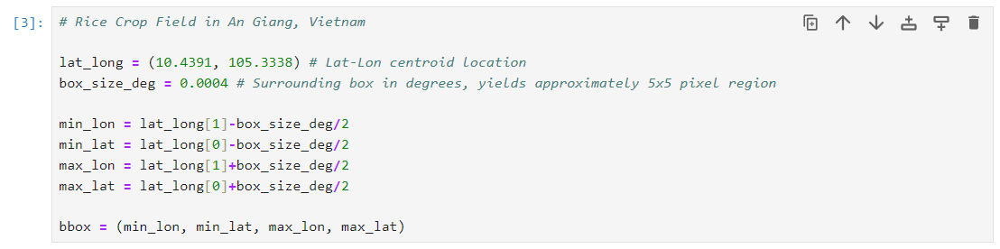 [3]:
# Rice Crop Field in An Giang, Vietnam
lat_long = (10.4391, 105.3338) # Lat-Lon centroid location
box_size_deg = 0.0004 # Surrounding box in degrees, yields approximately 5x5 pixel region
min_lon = lat_long[1]-box_size_deg/2
min_lat = lat_long[0]-box_size_deg/2
max_lon = lat_long[1]+box_size_deg/2
max_lat = lat_long[0]+box_size_deg/2
bbox = (min_lon, min_lat, max_lon, max_lat)